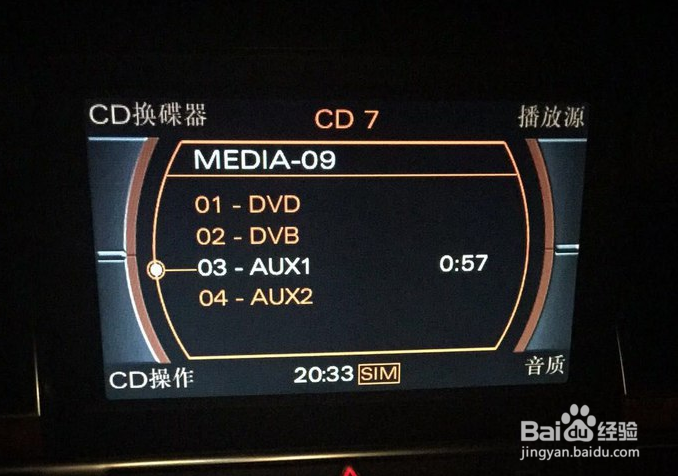 CD换碟器 CD 7 播放源
MEDIA-09
01 - DVD
02 - DVB
03 - AUX1 0:57
04 - AUX2
CD操作 20:33 SIM 音质
Baidu经验
jingyan.baidu.com